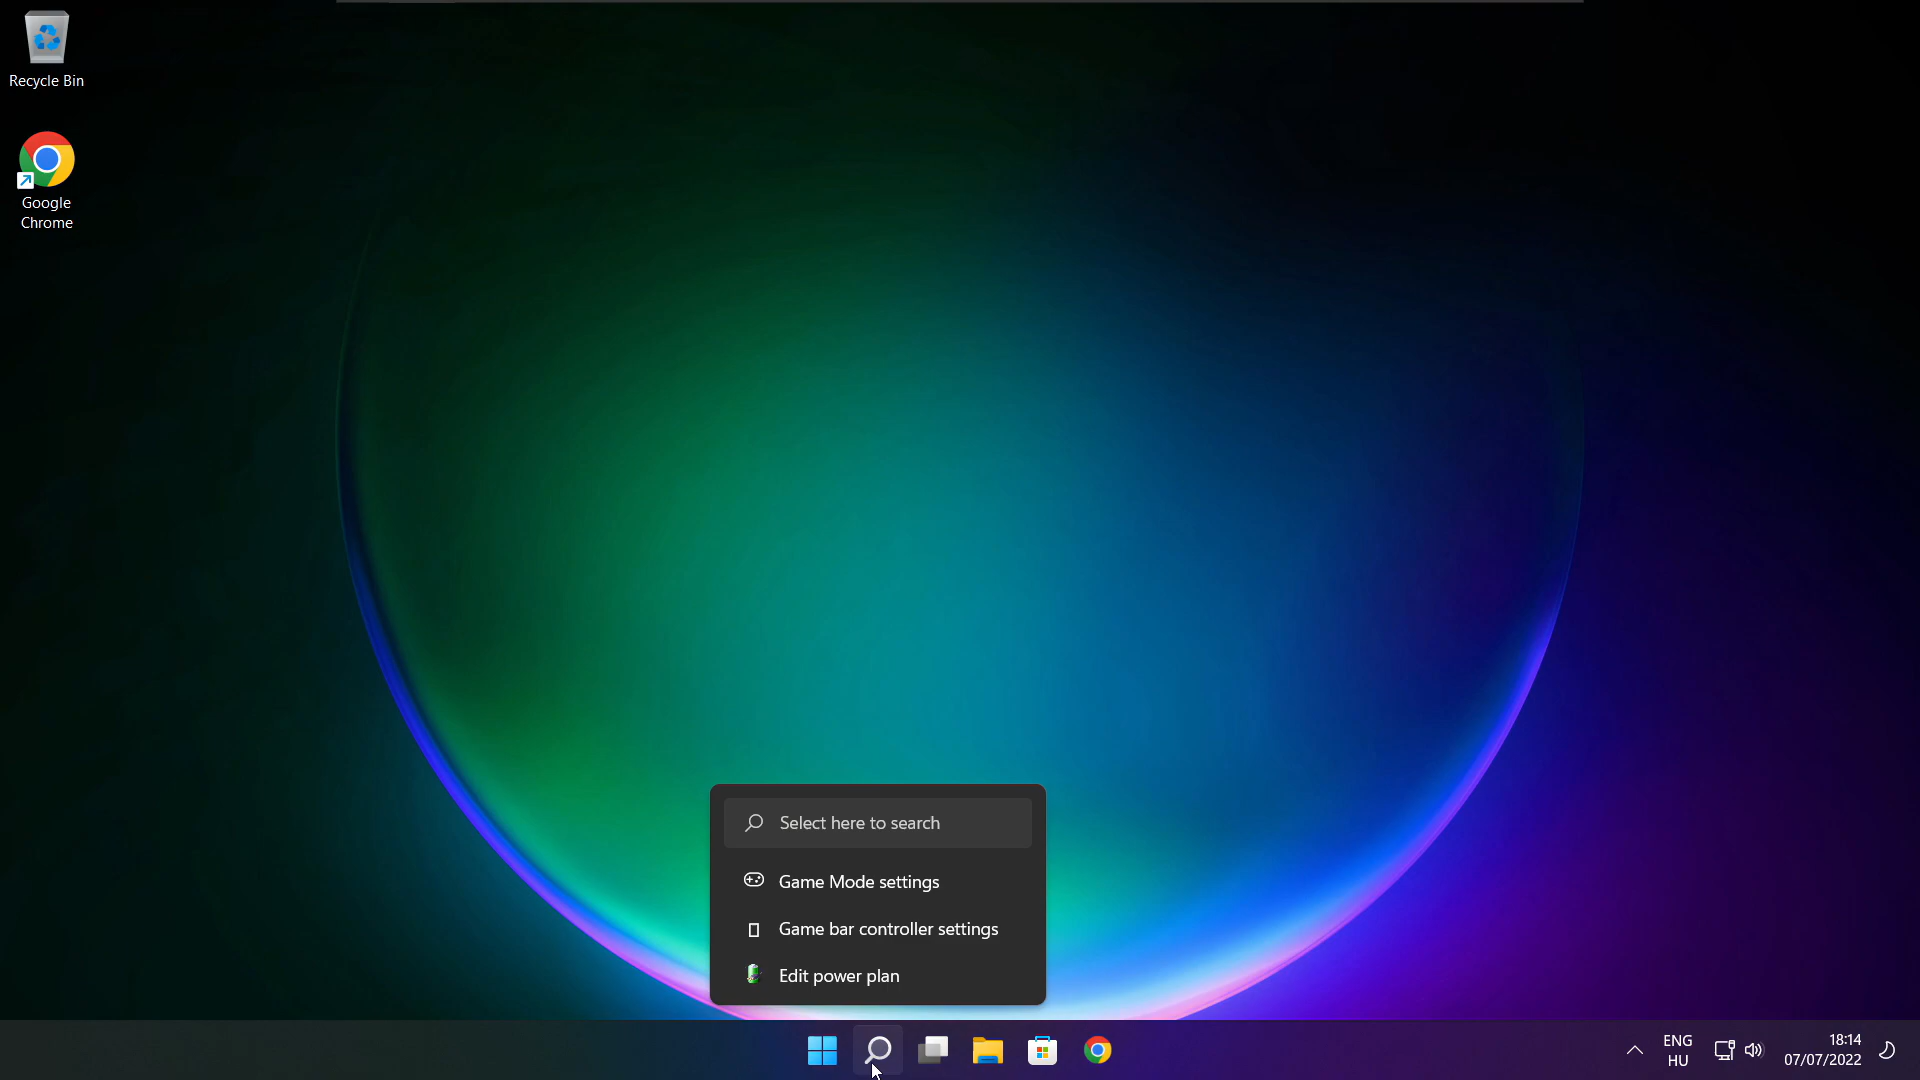 Recycle Bin
Google
Chrome
Select here to search
Game Mode settings
Game bar controller settings
Edit power plan
ENG
HU
18:14
07/07/2022